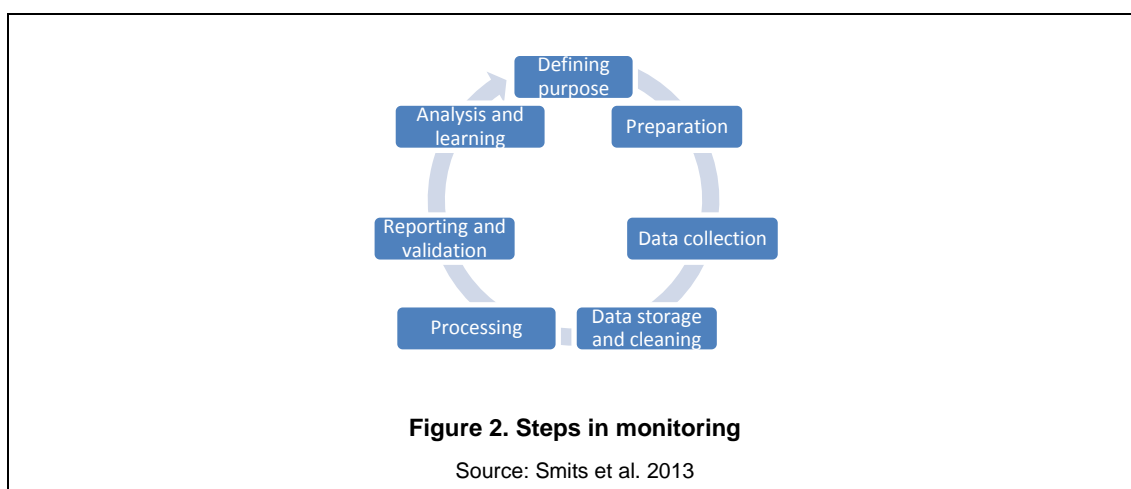 Defining
purpose
Preparation
Data collection
Data storage
and cleaning
Processing
Reporting and
validation
Analysis and
learning
Figure 2. Steps in monitoring
Source: Smits et al. 2013